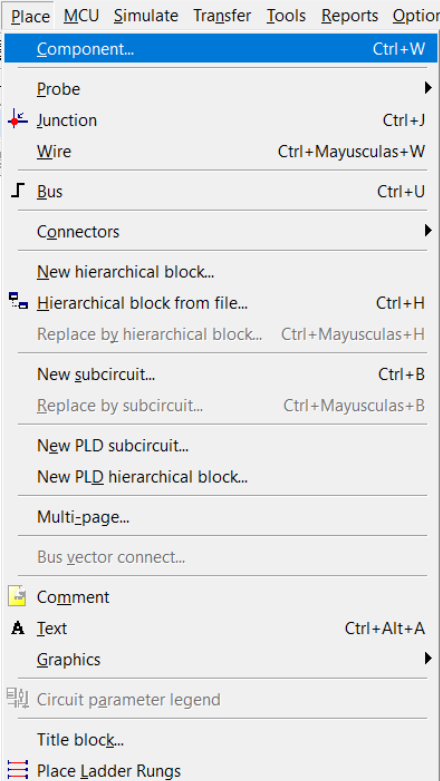 Place MCU Simulate Transfer Tools Reports Option
Component... Ctrl+W
Probe
Junction Ctrl+J
Wire Ctrl+Mayusculas+W
Bus Ctrl+U
Connectors
New hierarchical block...
Hierarchical block from file... Ctrl+H
Replace by hierarchical block... Ctrl+Mayusculas+H
New subcircuit... Ctrl+B
Replace by subcircuit... Ctrl+Mayusculas+B
New PLD subcircuit...
New PLD hierarchical block...
Multi-page...
Bus vector connect...
Comment
A Text Ctrl+Alt+A
Graphics
Circuit parameter legend
Title block...
Place Ladder Rungs